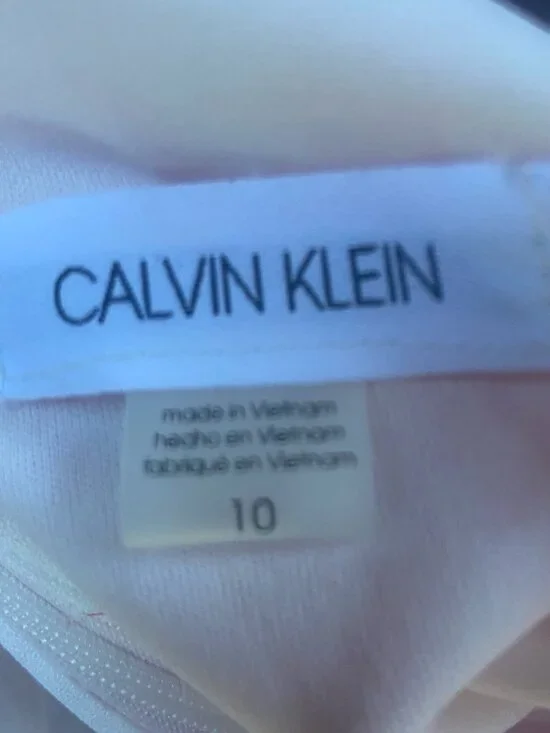 CALVIN KLEIN
made in Vietnam
hecho en Vietnam
fabriqué en Vietnam
10